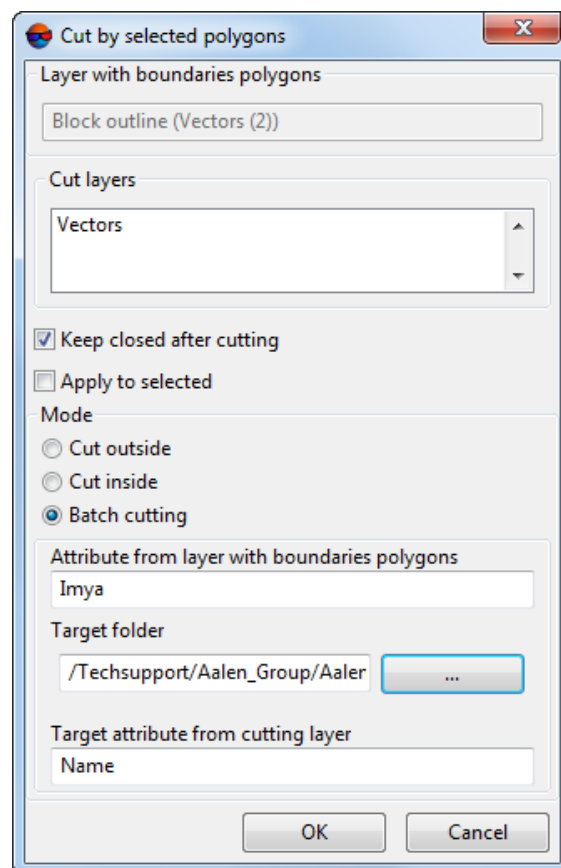 Cut by selected polygons
Layer with boundaries polygons
Block outline (Vectors (2))
Cut layers
Vectors
Keep closed after cutting
Apply to selected
Mode
Cut outside
Cut inside
Batch cutting
Attribute from layer with boundaries polygons
Imya
Target folder
/Techsupport/Aalen_Group/Aalen
...
Target attribute from cutting layer
Name
OK Cancel